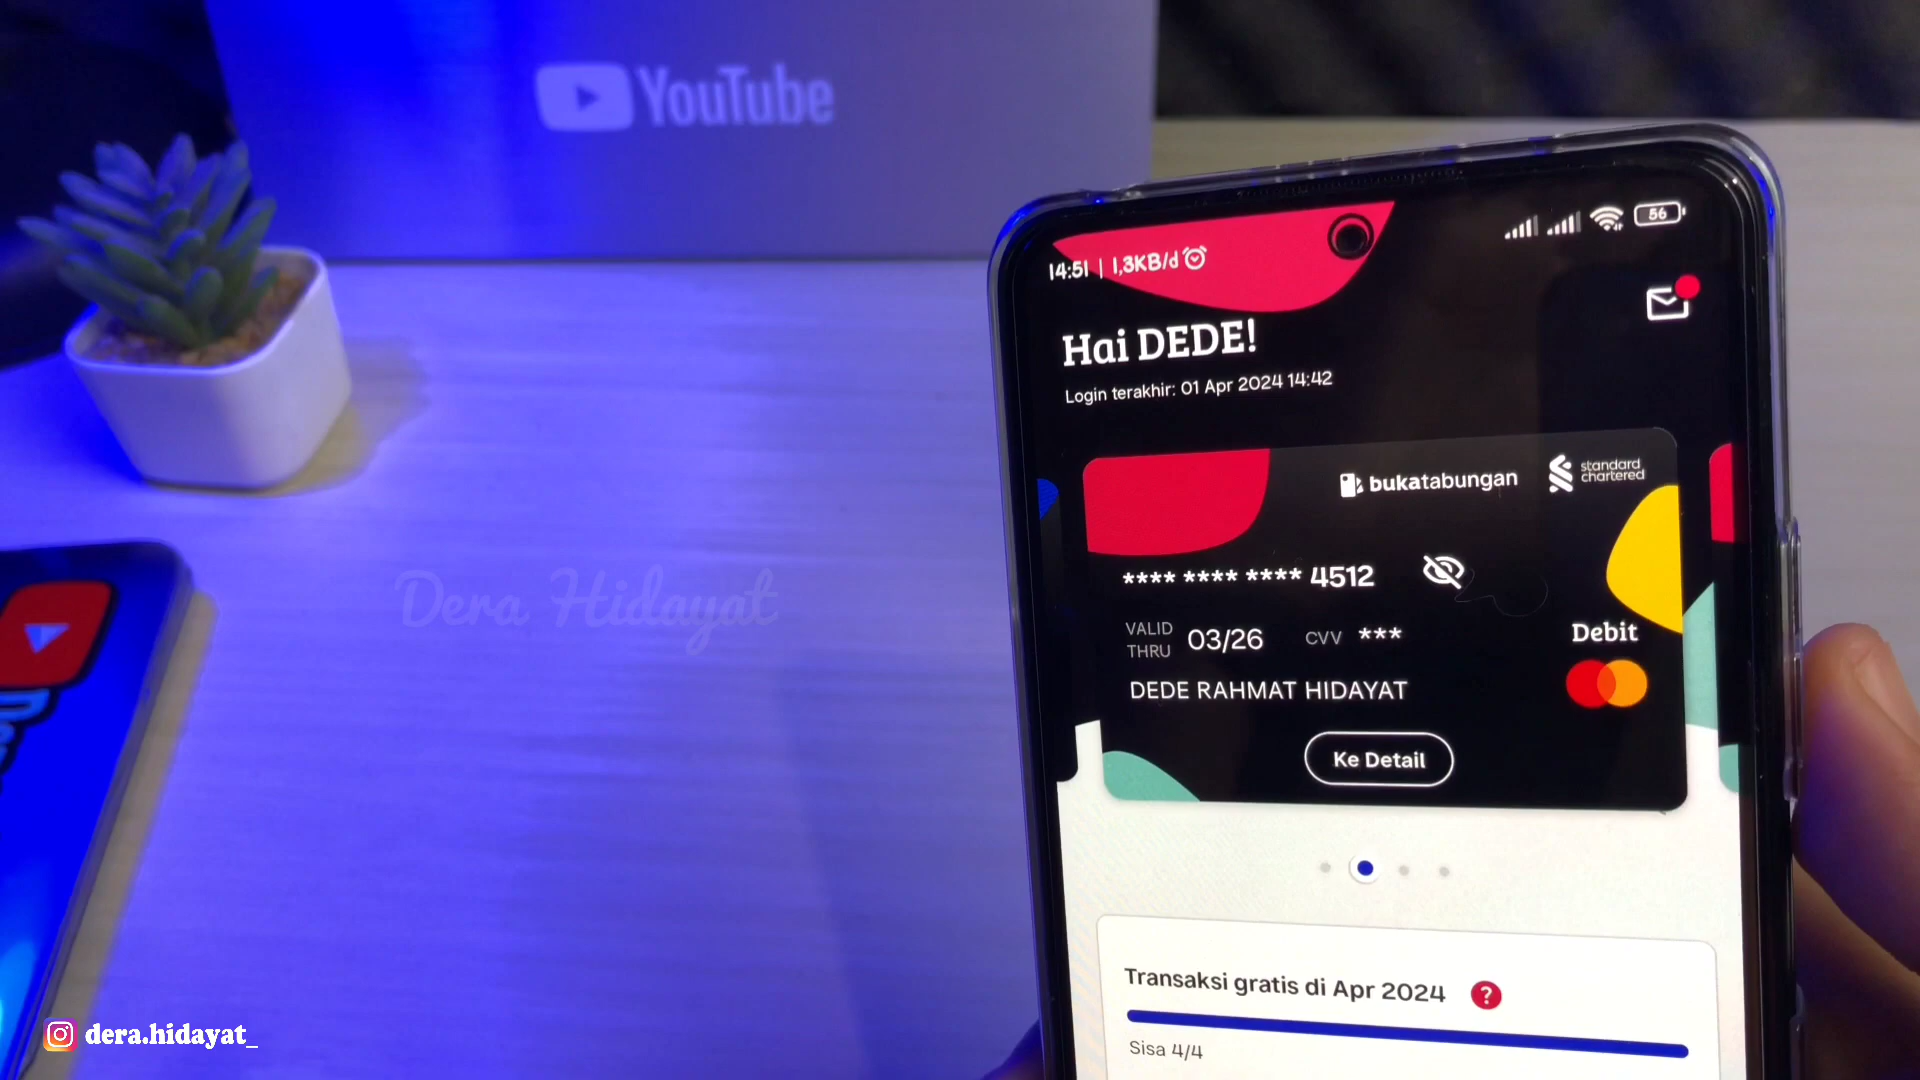 YouTube
14:51 | 1,3KB/d
56
Hai DEDE!
Login terakhir: 01 Apr 2024 14:42
bukatabungan
standard
chartered
**** **** **** 4512
VALID
THRU
03/26
CVV ***
Debit
DEDE RAHMAT HIDAYAT
Ke Detail
Transaksi gratis di Apr 2024 ?
Sisa 4/4
Dera Hidayat
dera.hidayat_